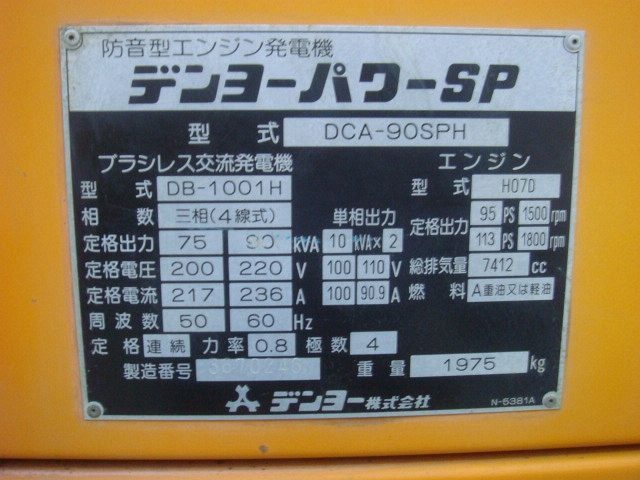 防音型エンジン発電機
デンヨーパワーSP
型式 DCA-90SPH
ブラシレス交流発電機 エンジン
型式 DB-1001H 型式 H07D
相数 三相(4線式) 単相出力 定格出力 95 PS 1500 rpm
定格出力 75 90 kVA 10 kVA×2 113 PS 1800 rpm
定格電圧 200 220 V 100 110 V 総排気量 7412 cc
定格電流 217 236 A 100 90.9 A 燃料 A重油又は軽油
周波数 50 60 Hz
定格 連続 力率 0.8 極数 4
製造番号 重量 1975 kg
デンヨー株式会社
N-5381A